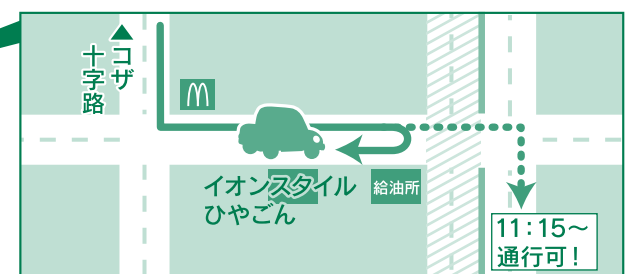 ▲コザ
十字路
イオンスタイル
ひやごん
給油所
11:15〜
通行可!